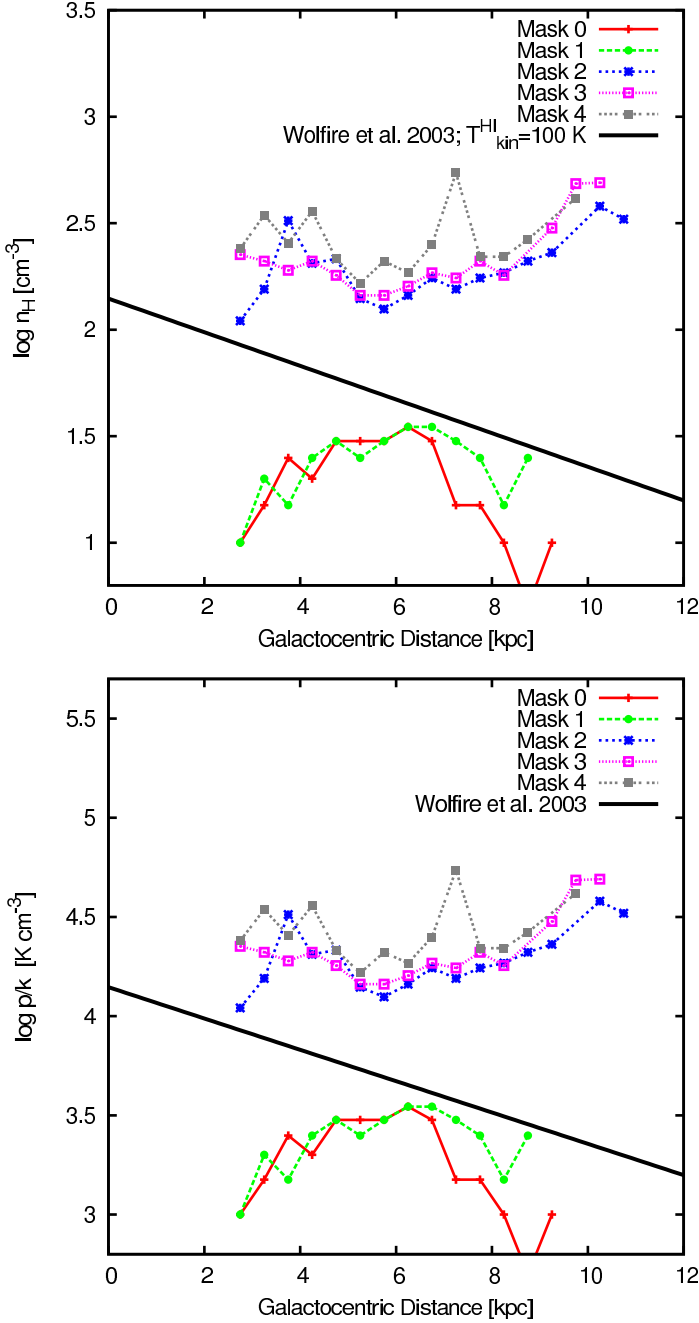 3.5
3
2.5
2
1.5
1
log n_H [cm^-3]
Mask 0
Mask 1
Mask 2
Mask 3
Mask 4
Wolfire et al. 2003; T^HI_kin=100 K
0 2 4 6 8 10 12
Galactocentric Distance [kpc]
5.5
5
4.5
4
3.5
3
log p/k [K cm^-3]
Mask 0
Mask 1
Mask 2
Mask 3
Mask 4
Wolfire et al. 2003
0 2 4 6 8 10 12
Galactocentric Distance [kpc]